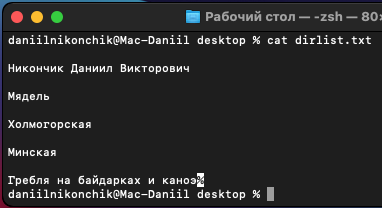 Рабочий стол — -zsh — 80×
daniilnikonchik@Mac-Daniil desktop % cat dirlist.txt
Никончик Даниил Викторович
Мядель
Холмогорская
Минская
Гребля на байдарках и каноэ%
daniilnikonchik@Mac-Daniil desktop %